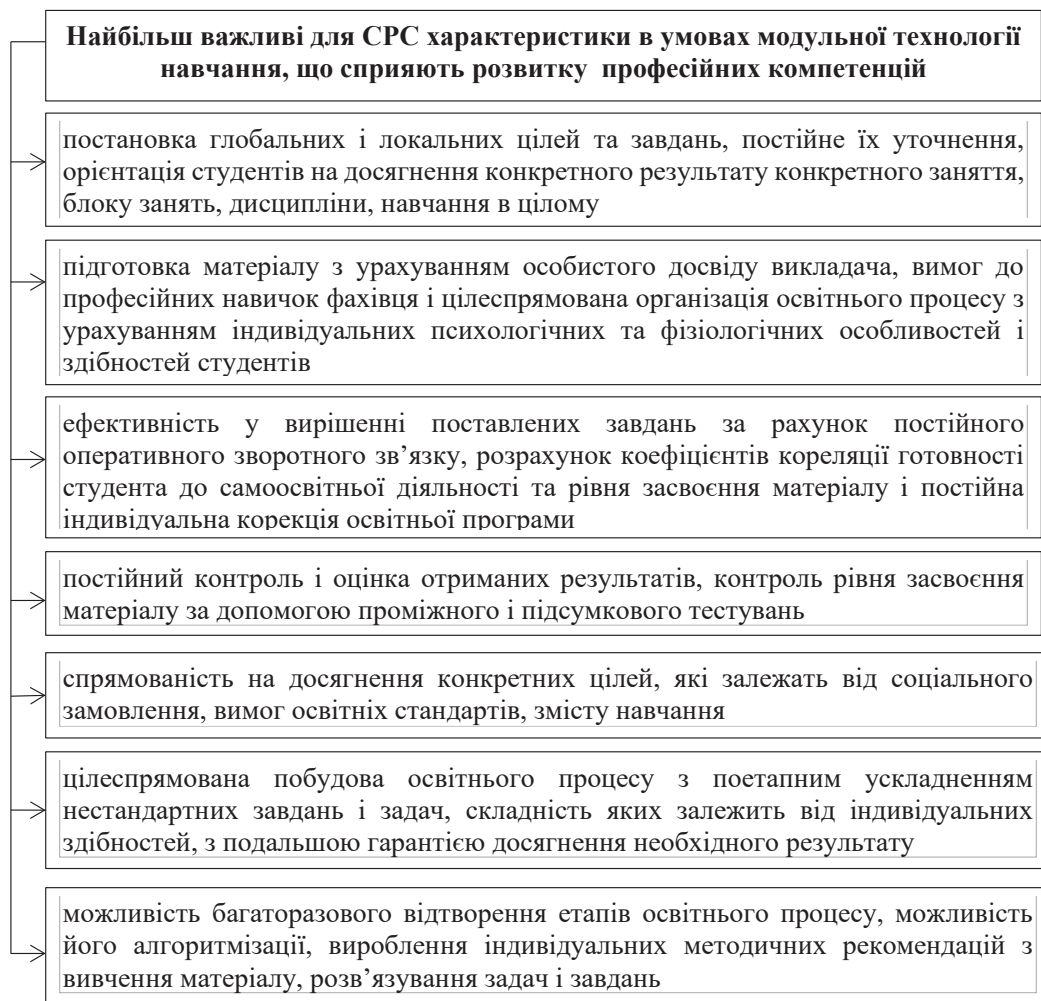 Найбільш важливі для СРС характеристики в умовах модульної технології
навчання, що сприяють розвитку професійних компетенцій
постановка глобальних і локальних цілей та завдань, постійне їх уточнення,
орієнтація студентів на досягнення конкретного результату конкретного заняття,
блоку занять, дисципліни, навчання в цілому
підготовка матеріалу з урахуванням особистого досвіду викладача, вимог до
професійних навичок фахівця і цілеспрямована організація освітнього процесу з
урахуванням індивідуальних психологічних та фізіологічних особливостей і
здібностей студентів
ефективність у вирішенні поставлених завдань за рахунок постійного
оперативного зворотного зв’язку, розрахунок коефіцієнтів кореляції готовності
студента до самоосвітньої діяльності та рівня засвоєння матеріалу і постійна
індивідуальна корекція освітньої програми
постійний контроль і оцінка отриманих результатів, контроль рівня засвоєння
матеріалу за допомогою проміжного і підсумкового тестувань
спрямованість на досягнення конкретних цілей, які залежать від соціального
замовлення, вимог освітніх стандартів, змісту навчання
цілеспрямована побудова освітнього процесу з поетапним ускладненням
нестандартних завдань і задач, складність яких залежить від індивідуальних
здібностей, з подальшою гарантією досягнення необхідного результату
можливість багаторазового відтворення етапів освітнього процесу, можливість
його алгоритмізації, вироблення індивідуальних методичних рекомендацій з
вивчення матеріалу, розв’язування задач і завдань